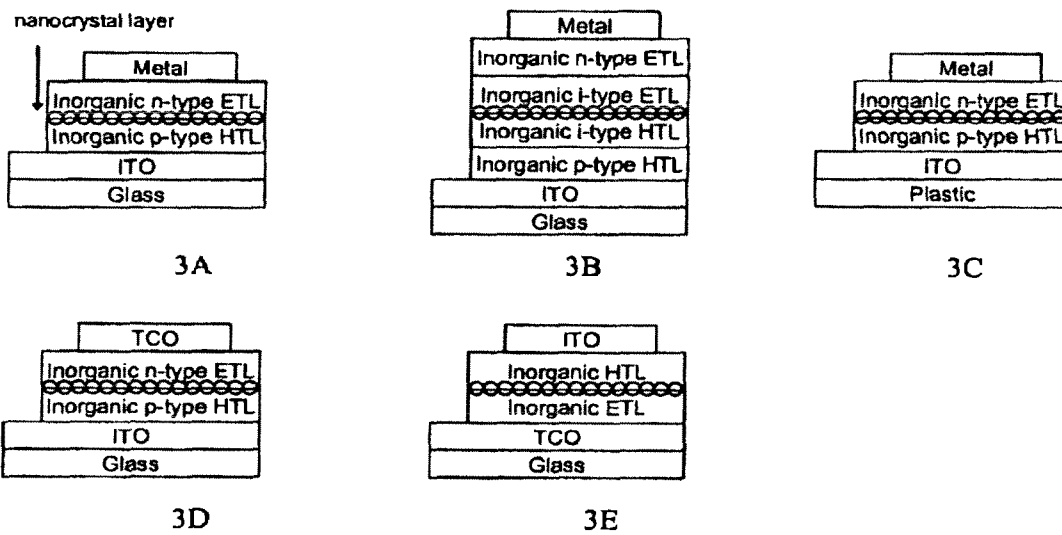 nanocrystal layer
Metal
Inorganic n-type ETL
Inorganic p-type HTL
ITO
Glass
3A
Metal
Inorganic n-type ETL
Inorganic i-type ETL
Inorganic i-type HTL
Inorganic p-type HTL
ITO
Glass
3B
Metal
Inorganic n-type ETL
Inorganic p-type HTL
ITO
Plastic
3C
TCO
Inorganic n-type ETL
Inorganic p-type HTL
ITO
Glass
3D
ITO
Inorganic HTL
Inorganic ETL
TCO
Glass
3E